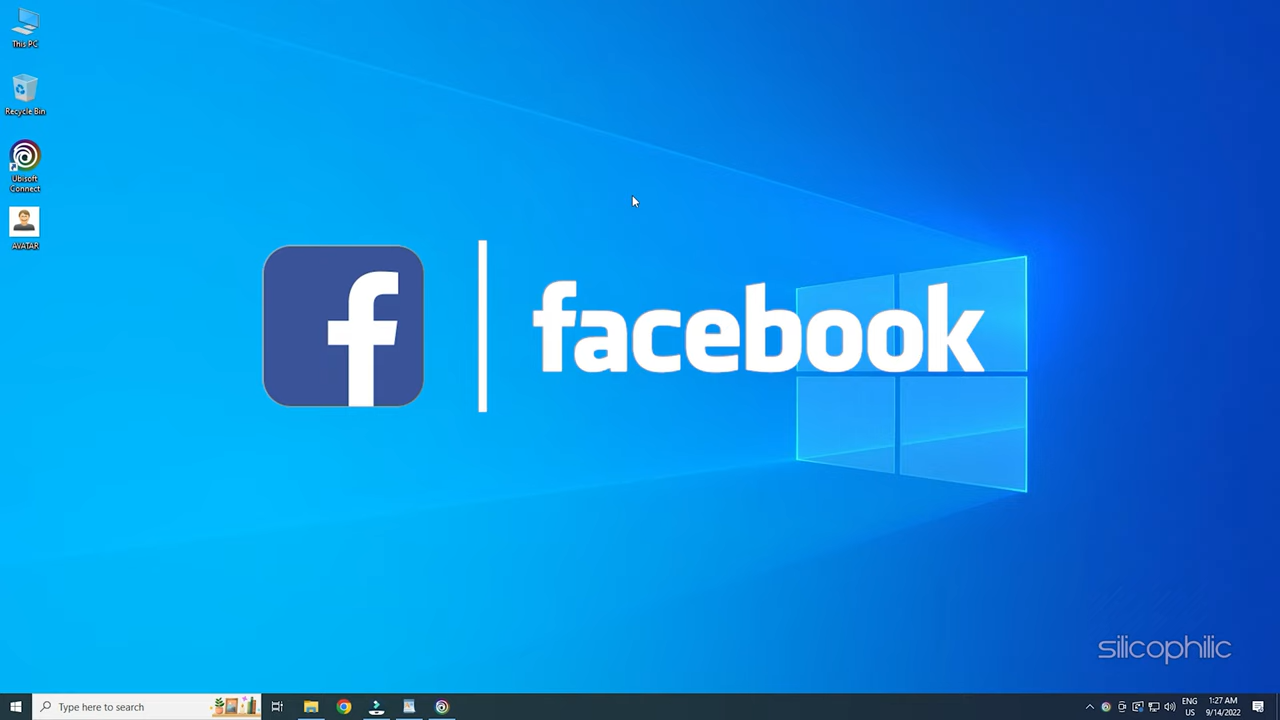 This PC
Recycle Bin
Ubisoft
Connect
AVATAR
facebook
silicophilic
Type here to search
ENG
US
1:27 AM
9/14/2022